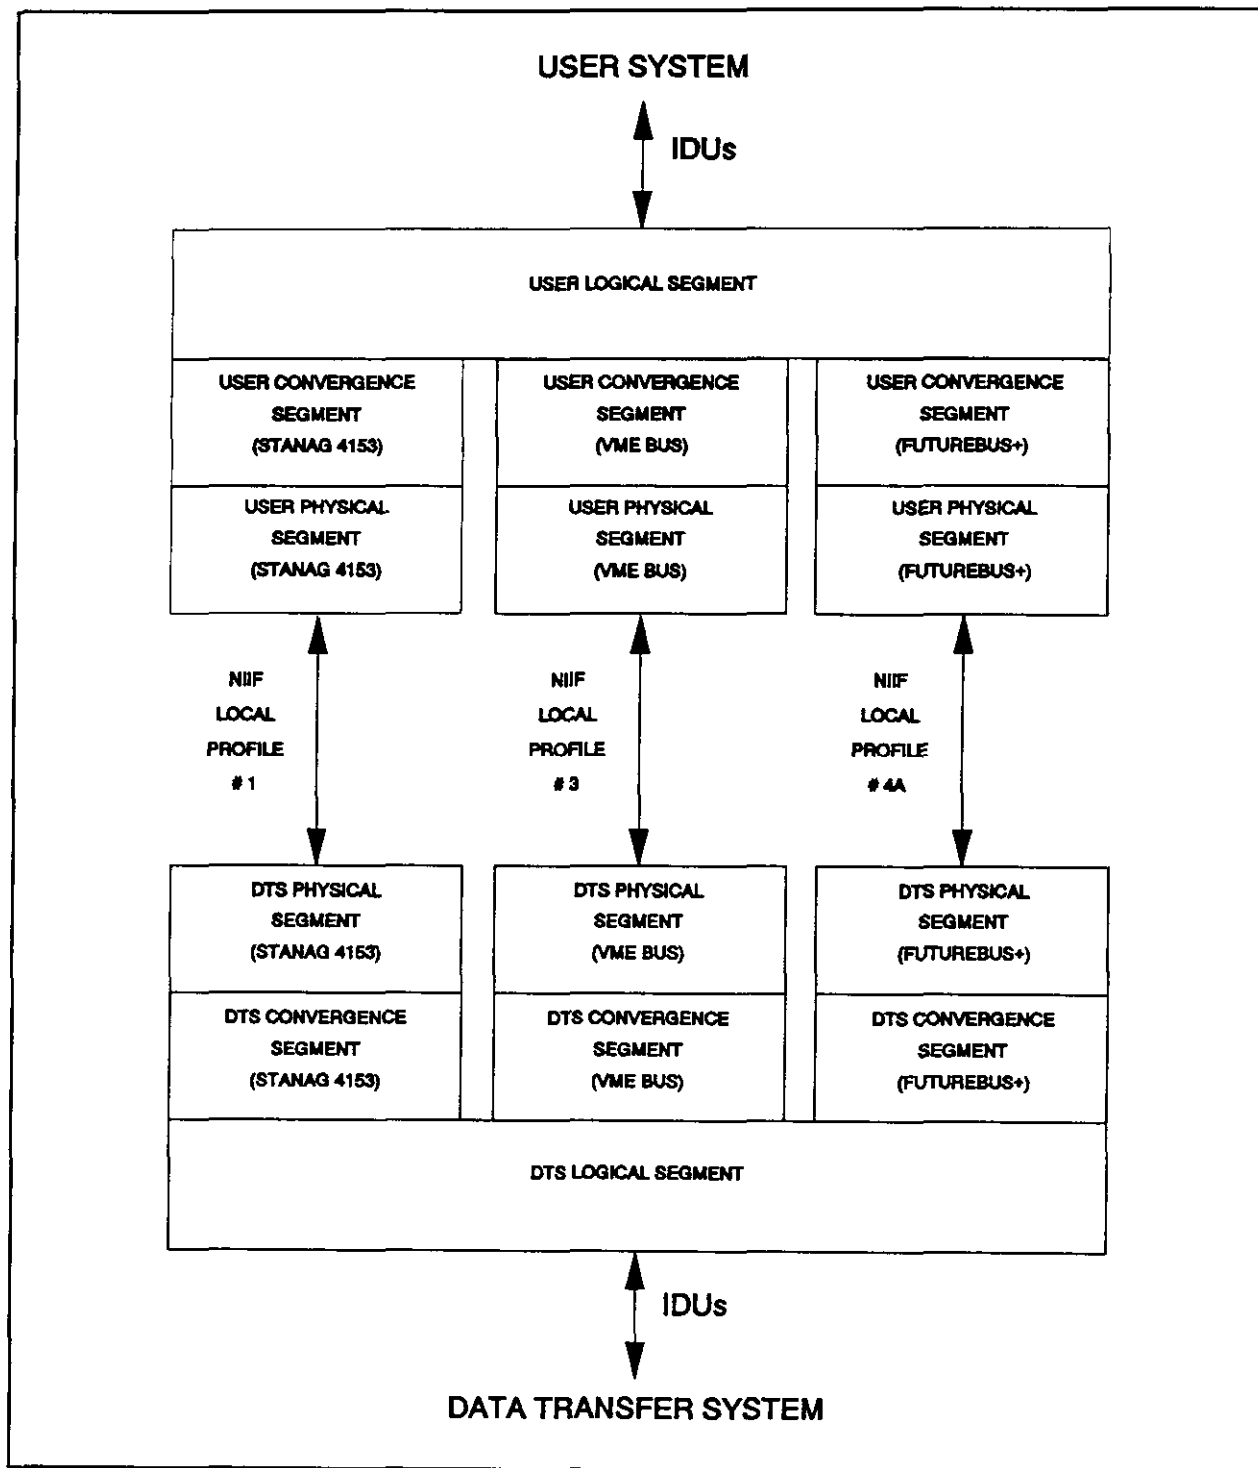 USER SYSTEM
IDUs
USER LOGICAL SEGMENT
USER CONVERGENCE
SEGMENT
(STANAG 4153)
USER CONVERGENCE
SEGMENT
(VME BUS)
USER CONVERGENCE
SEGMENT
(FUTUREBUS+)
USER PHYSICAL
SEGMENT
(STANAG 4153)
USER PHYSICAL
SEGMENT
(VME BUS)
USER PHYSICAL
SEGMENT
(FUTUREBUS+)
NIIF
LOCAL
PROFILE
# 1
NIIF
LOCAL
PROFILE
# 3
NIIF
LOCAL
PROFILE
# 4A
DTS PHYSICAL
SEGMENT
(STANAG 4153)
DTS PHYSICAL
SEGMENT
(VME BUS)
DTS PHYSICAL
SEGMENT
(FUTUREBUS+)
DTS CONVERGENCE
SEGMENT
(STANAG 4153)
DTS CONVERGENCE
SEGMENT
(VME BUS)
DTS CONVERGENCE
SEGMENT
(FUTUREBUS+)
DTS LOGICAL SEGMENT
IDUs
DATA TRANSFER SYSTEM